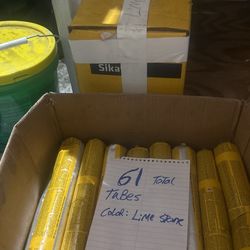 Sika
61 Total
Tubes
Color: Lime stone